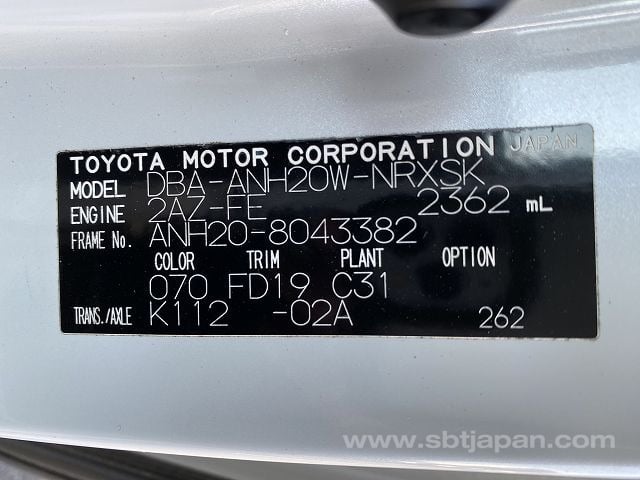 TOYOTA MOTOR CORPORATION JAPAN
MODEL DBA-ANH20W-NRXSK
ENGINE 2AZ-FE 2362 mL
FRAME No. ANH20-8043382
COLOR TRIM PLANT OPTION
070 FD19 C31
TRANS./AXLE K112 -02A 262
www.sbtjapan.com